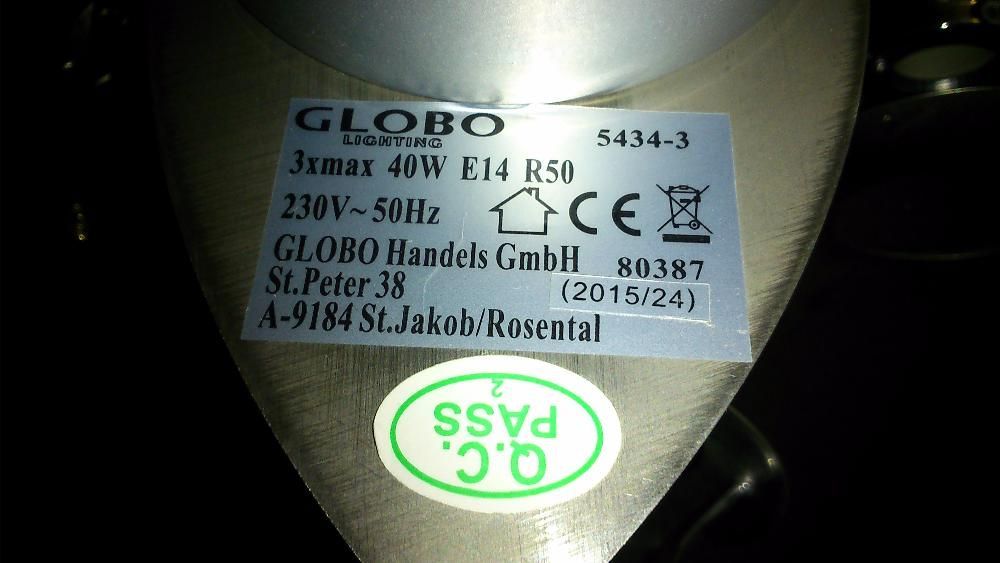 GLOBO
LIGHTING
5434-3
3xmax 40W E14 R50
230V~50Hz
CE
GLOBO Handels GmbH 80387
St.Peter 38 (2015/24)
A-9184 St.Jakob/Rosental
Q.C.
PASS
2